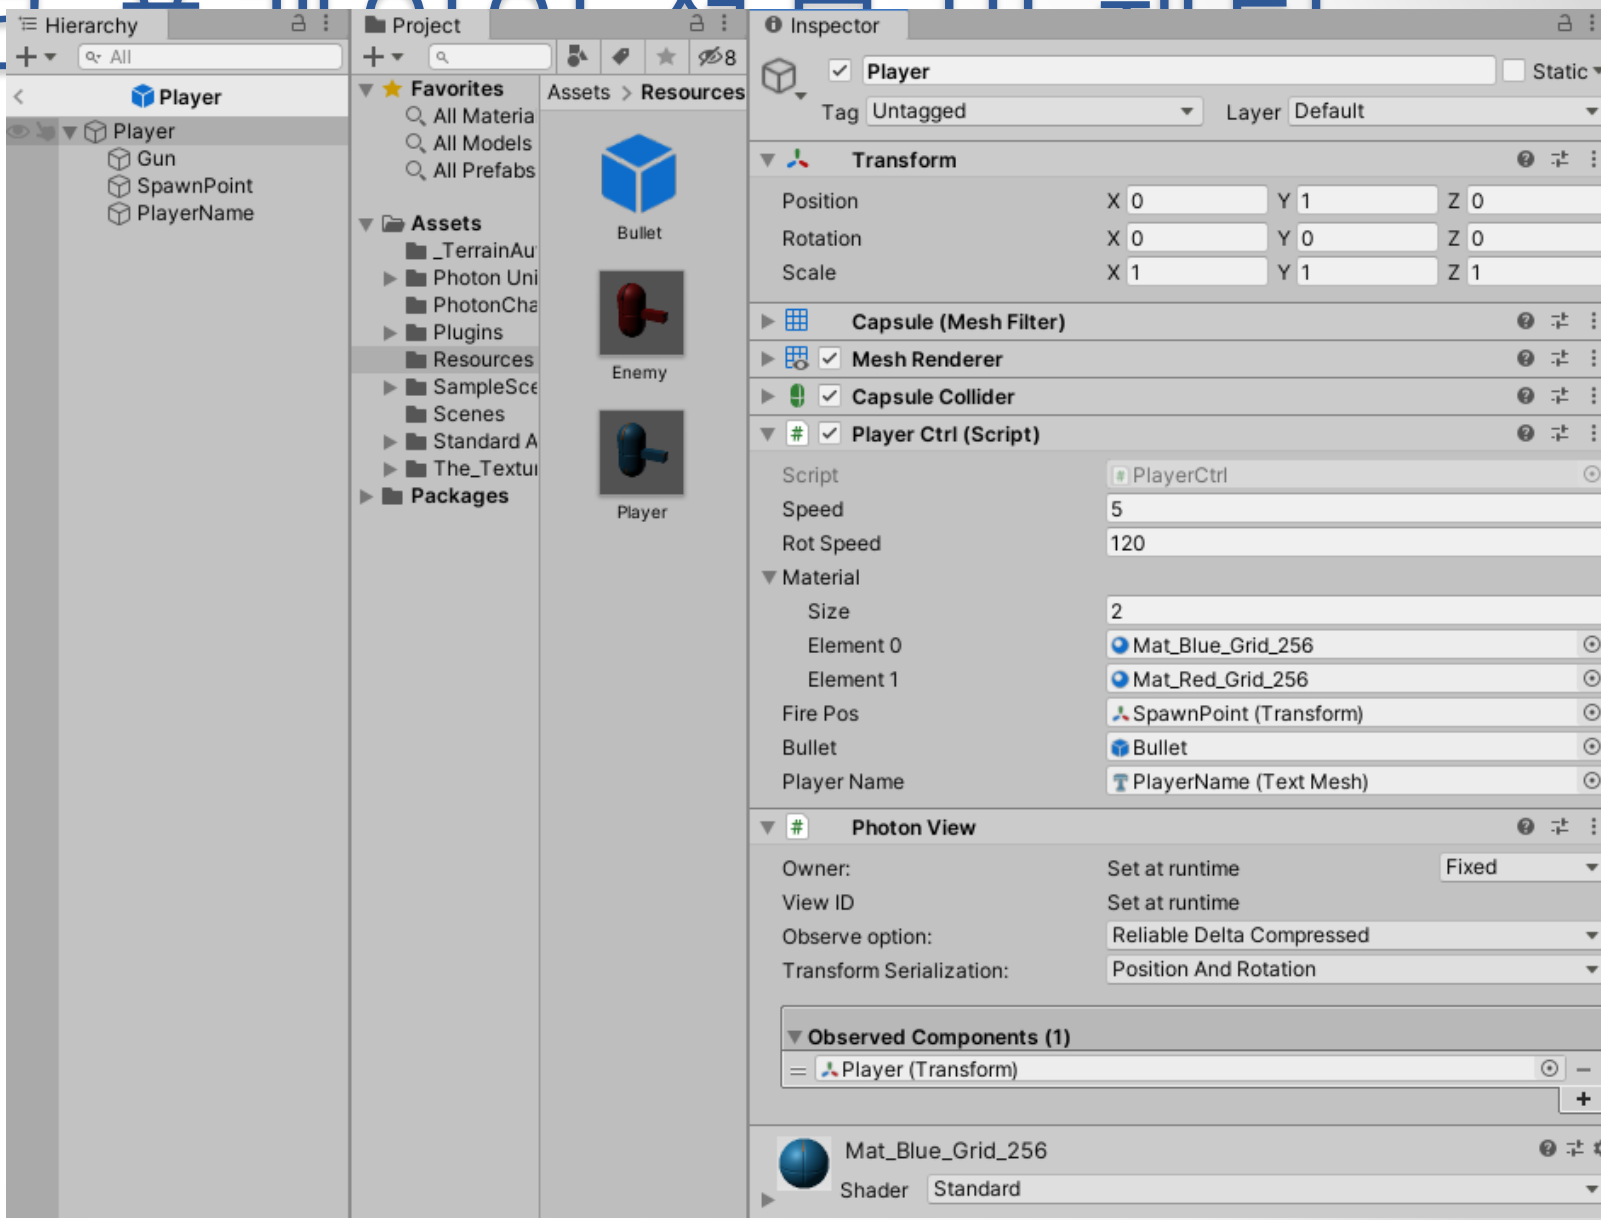 Hierarchy
All
Player
Player
Gun
SpawnPoint
PlayerName
Project
8
Favorites
All Materia
All Models
All Prefabs
Assets
_TerrainAu
Photon Uni
PhotonCha
Plugins
Resources
SampleSce
Scenes
Standard A
The_Textur
Packages
Assets > Resources
Bullet
Enemy
Player
Inspector
Player Static
Tag Untagged Layer Default
Transform
Position X 0 Y 1 Z 0
Rotation X 0 Y 0 Z 0
Scale X 1 Y 1 Z 1
Capsule (Mesh Filter)
Mesh Renderer
Capsule Collider
# Player Ctrl (Script)
Script PlayerCtrl
Speed 5
Rot Speed 120
Material
Size 2
Element 0 Mat_Blue_Grid_256
Element 1 Mat_Red_Grid_256
Fire Pos SpawnPoint (Transform)
Bullet Bullet
Player Name PlayerName (Text Mesh)
# Photon View
Owner: Set at runtime Fixed
View ID Set at runtime
Observe option: Reliable Delta Compressed
Transform Serialization: Position And Rotation
Observed Components (1)
Player (Transform)
Mat_Blue_Grid_256
Shader Standard